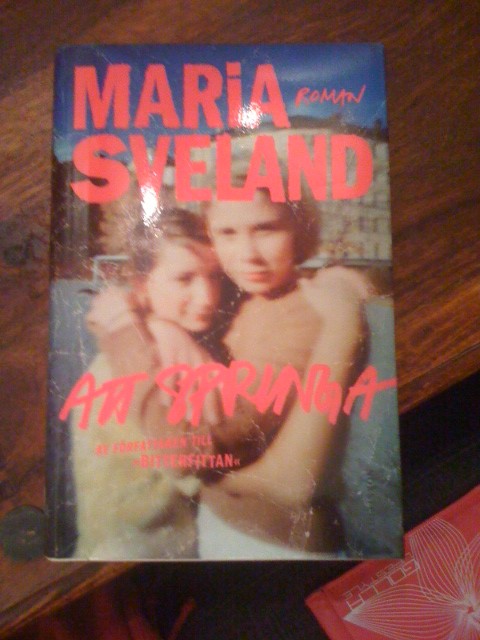 MARiA
ROMAN
SVELAND
ATT SPRINGA
AV FÖRFATTAREN TILL
»BITTERFITTAN«